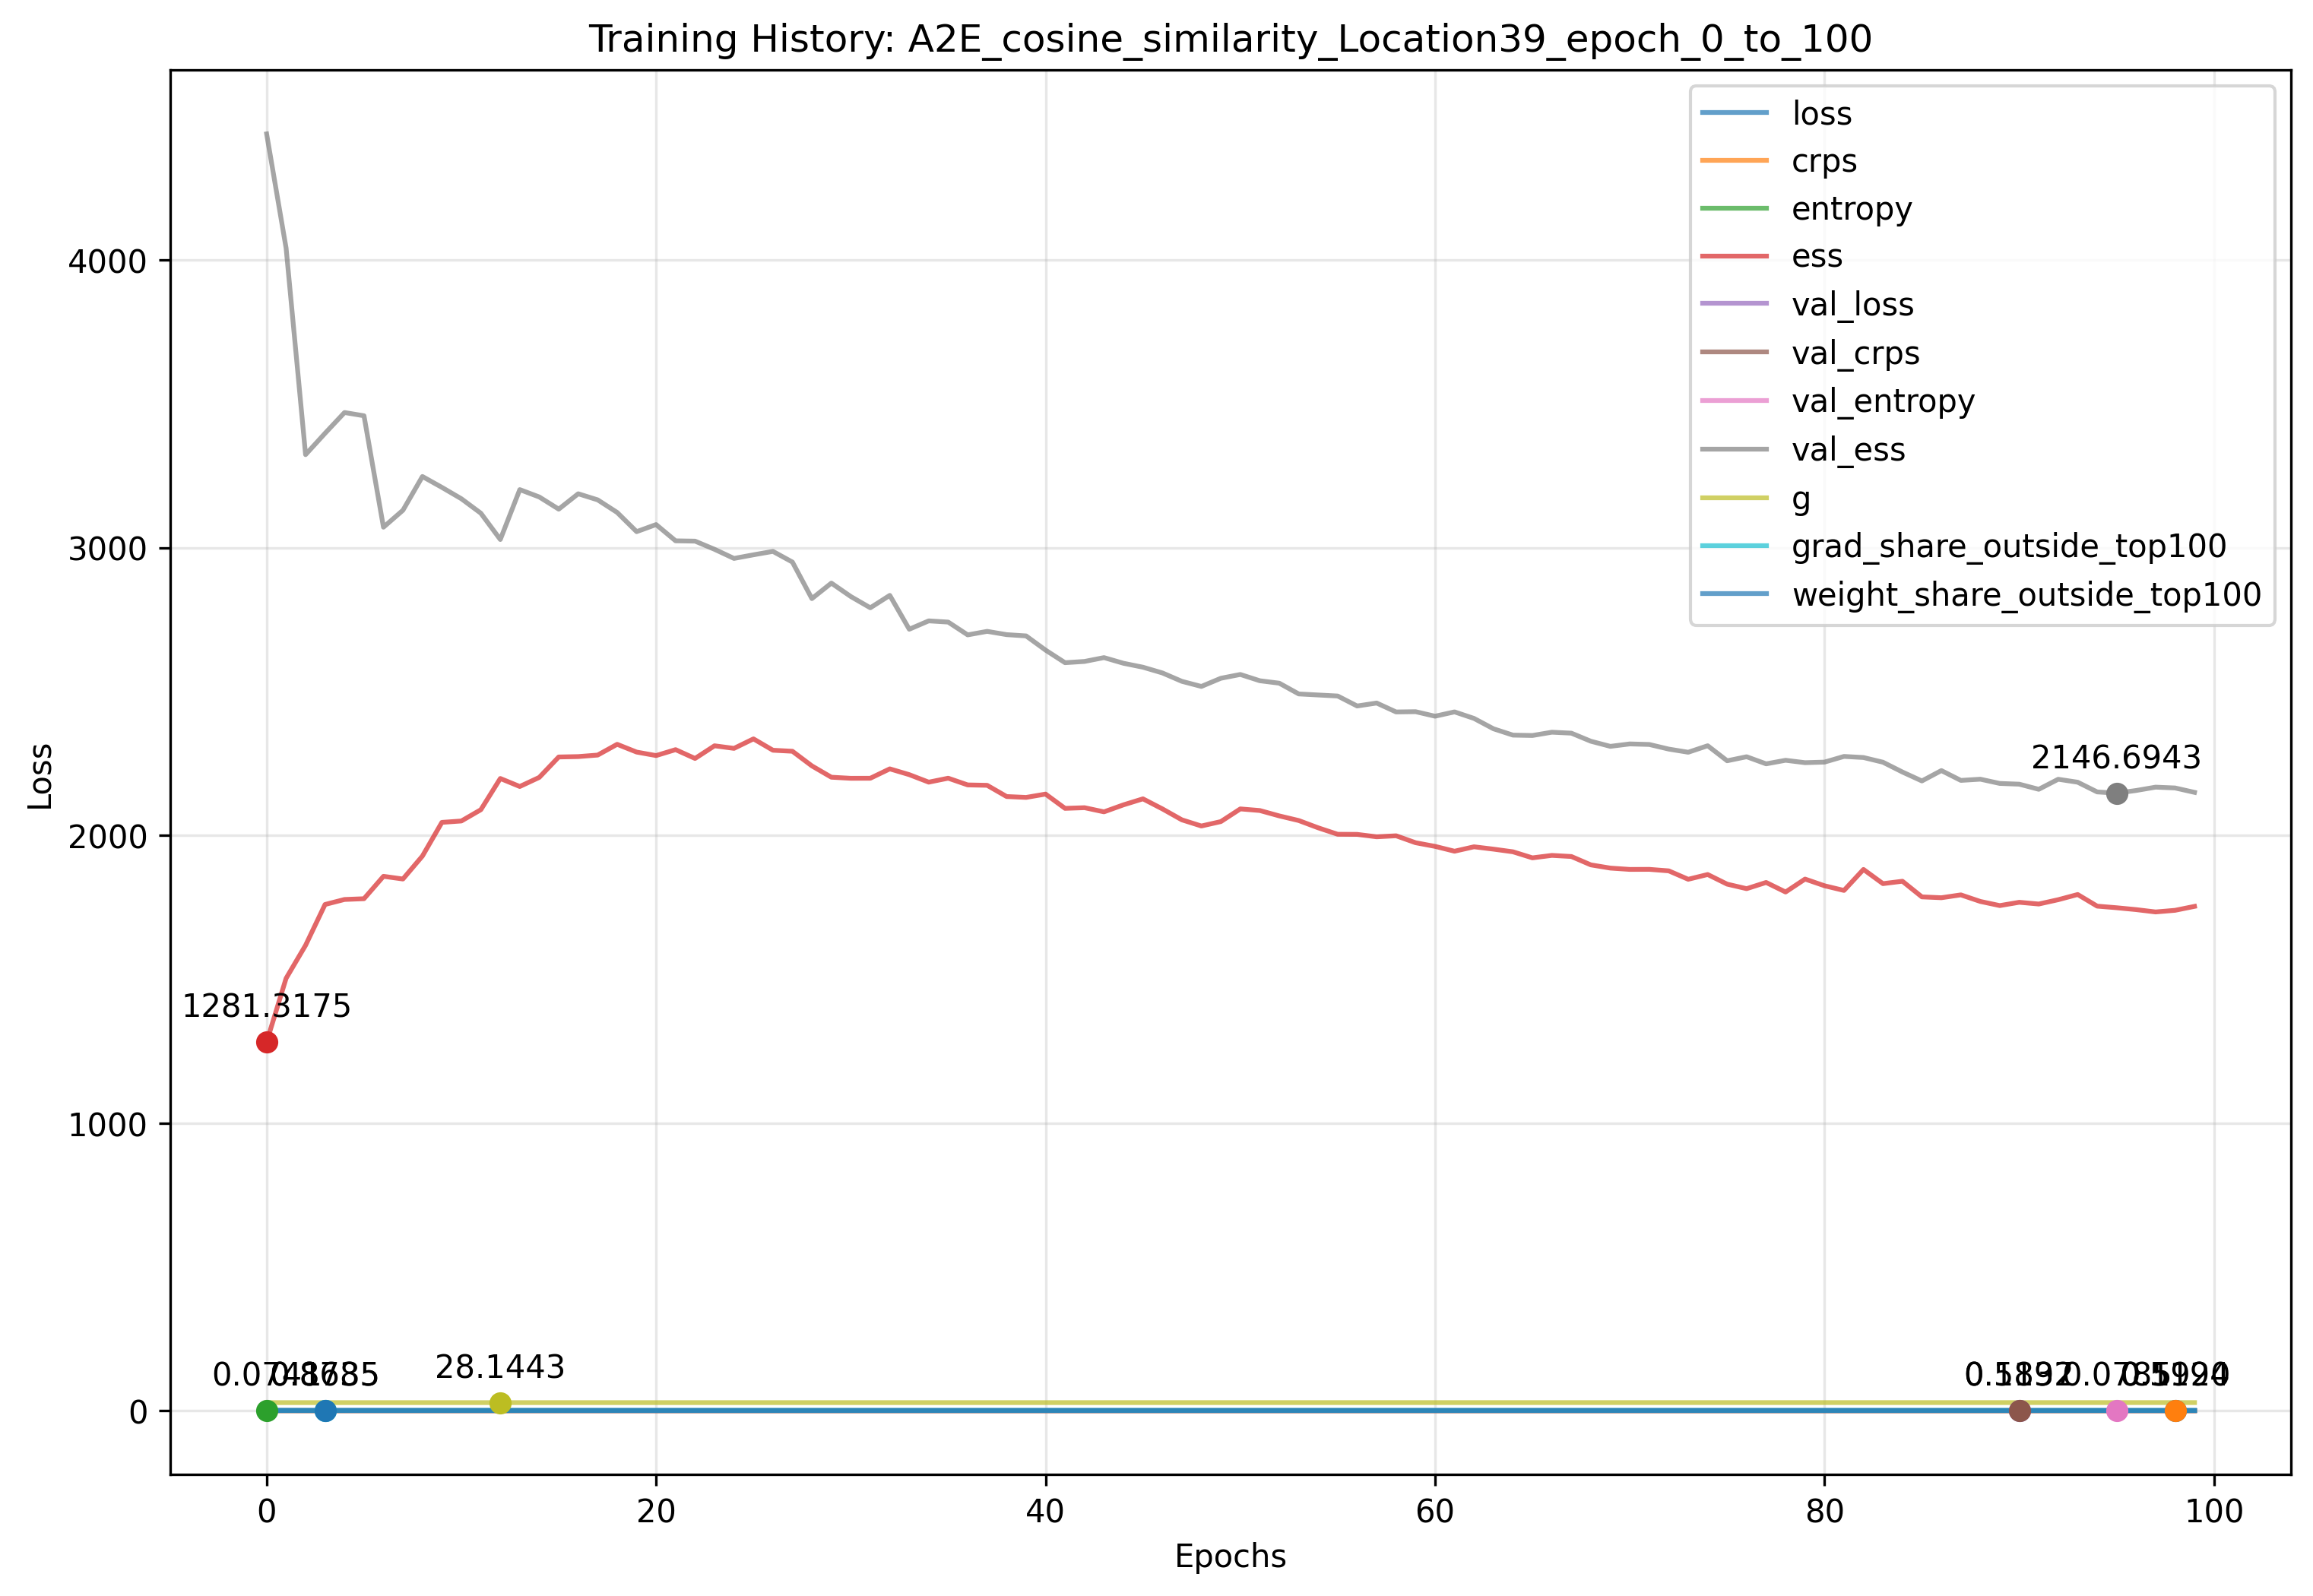 Training History: A2E_cosine_similarity_Location39_epoch_0_to_100
loss
crps
entropy
ess
val_loss
val_crps
val_entropy
val_ess
g
grad_share_outside_top100
weight_share_outside_top100
4000
3000
2000
1000
0
Loss
2146.6943
1281.3175
28.1443
0
20
40
60
80
100
Epochs